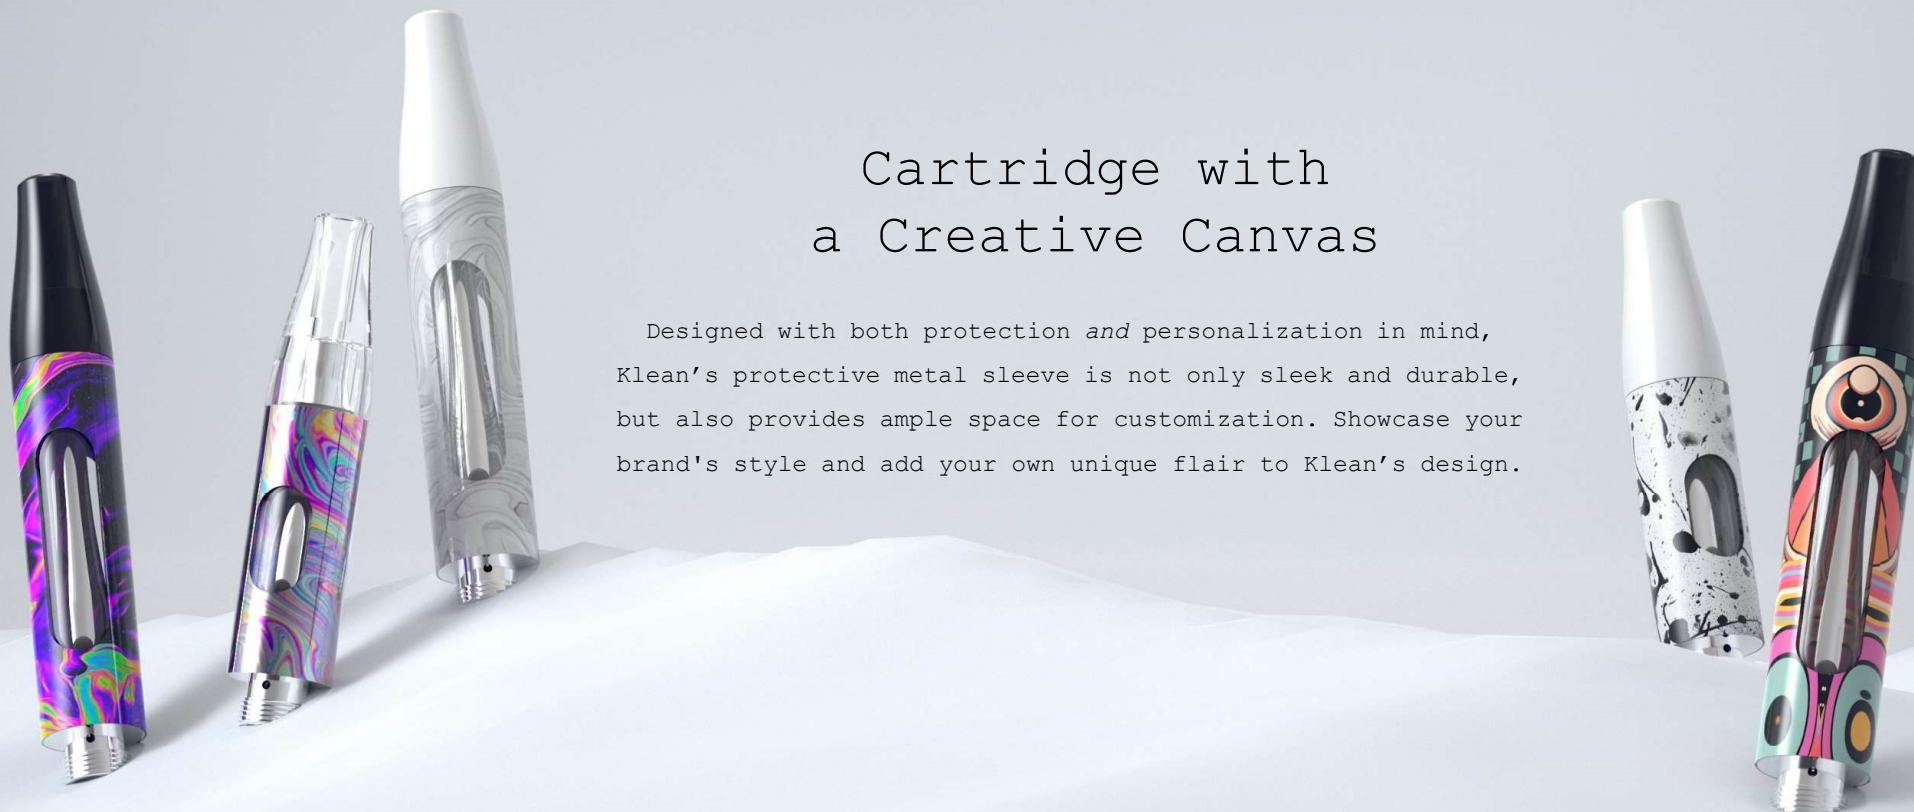 Cartridge with
a Creative Canvas
Designed with both protection and personalization in mind,
Klean’s protective metal sleeve is not only sleek and durable,
but also provides ample space for customization. Showcase your
brand's style and add your own unique flair to Klean’s design.